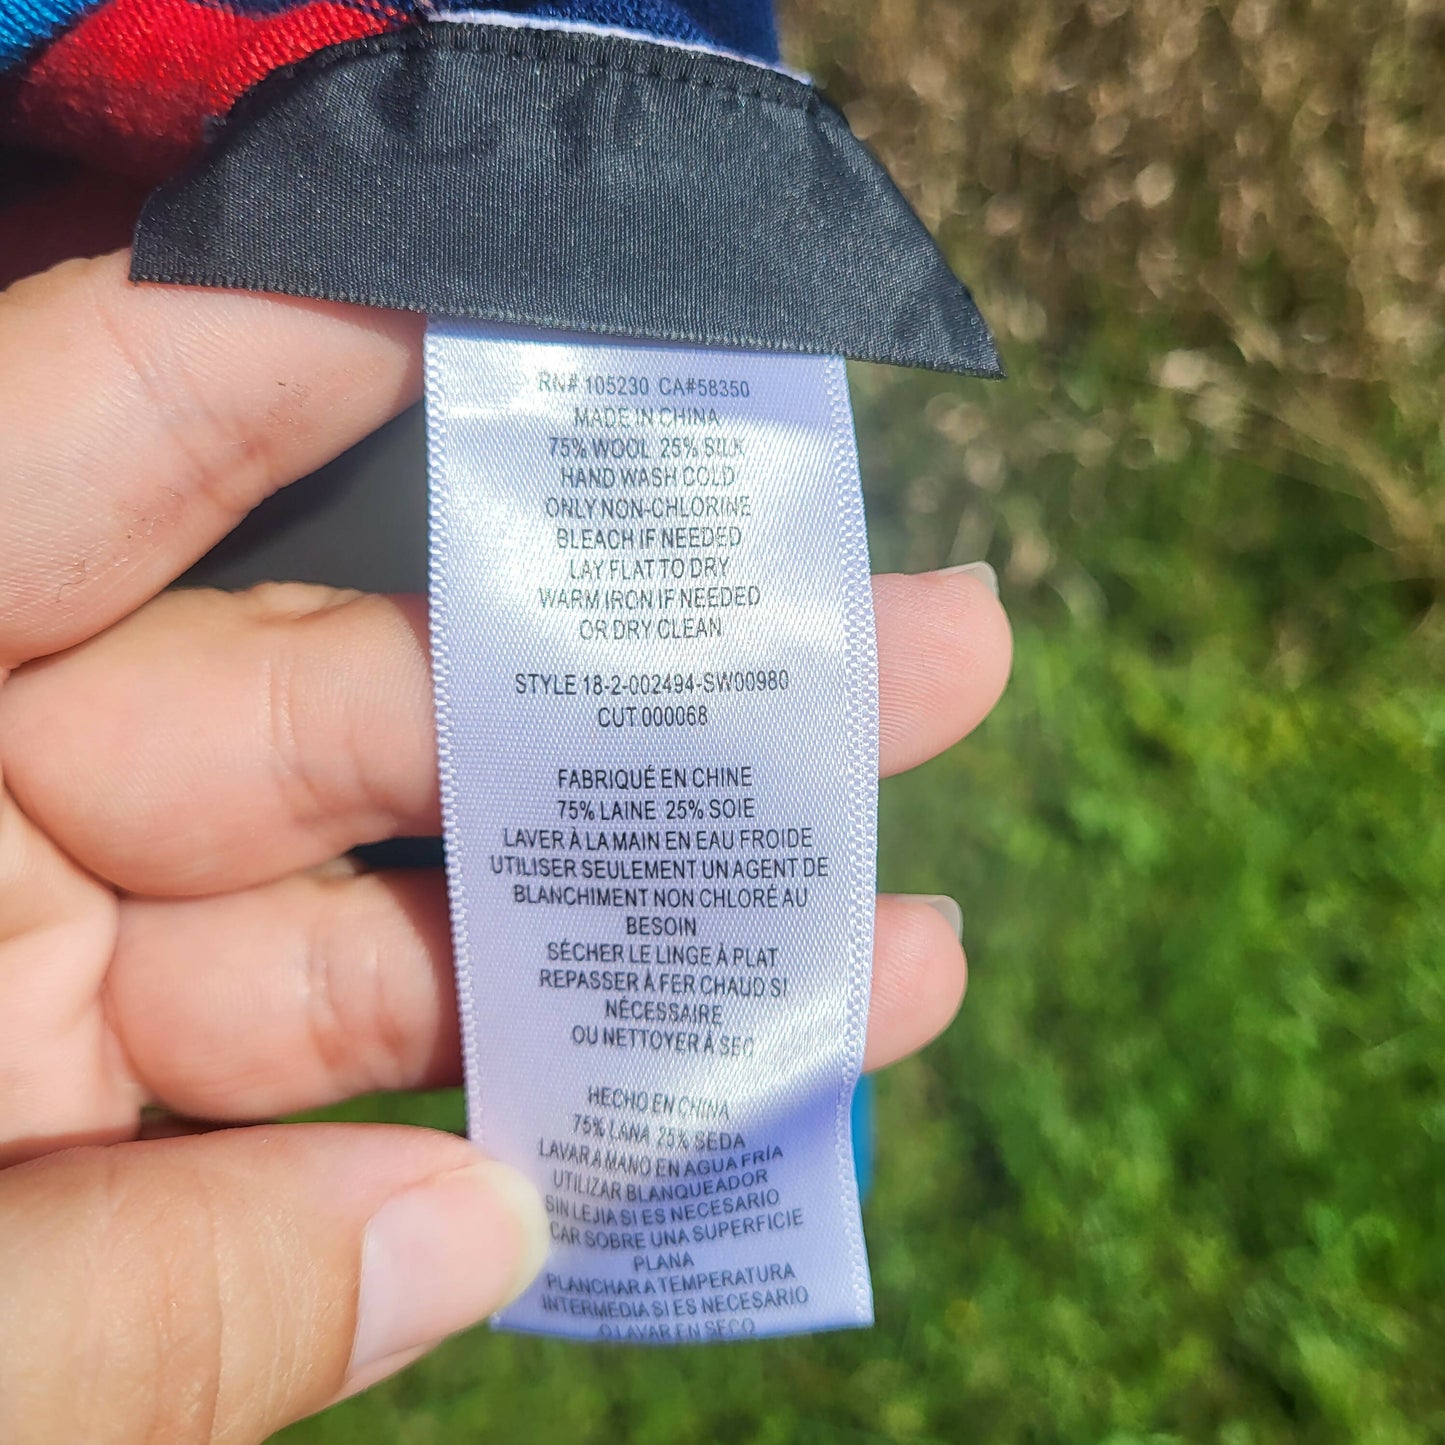 RN# 105230 CA#58350
MADE IN CHINA
75% WOOL 25% SILK
HAND WASH COLD
ONLY NON-CHLORINE
BLEACH IF NEEDED
LAY FLAT TO DRY
WARM IRON IF NEEDED
OR DRY CLEAN
STYLE 18-2-002494-SW00980
CUT 000068
FABRIQUÉ EN CHINE
75% LAINE 25% SOIE
LAVER À LA MAIN EN EAU FROIDE
UTILISER SEULEMENT UN AGENT DE
BLANCHIMENT NON CHLORÉ AU
BESOIN
SÉCHER LE LINGE À PLAT
REPASSER À FER CHAUD SI
NÉCESSAIRE
OU NETTOYER À SEC
HECHO EN CHINA
75% LANA 25% SEDA
LAVAR A MANO EN AGUA FRÍA
UTILIZAR BLANQUEADOR
SIN LEJIA SI ES NECESARIO
CAR SOBRE UNA SUPERFICIE
PLANA
PLANCHAR A TEMPERATURA
INTERMEDIA SI ES NECESARIO
O LAVAR EN SECO